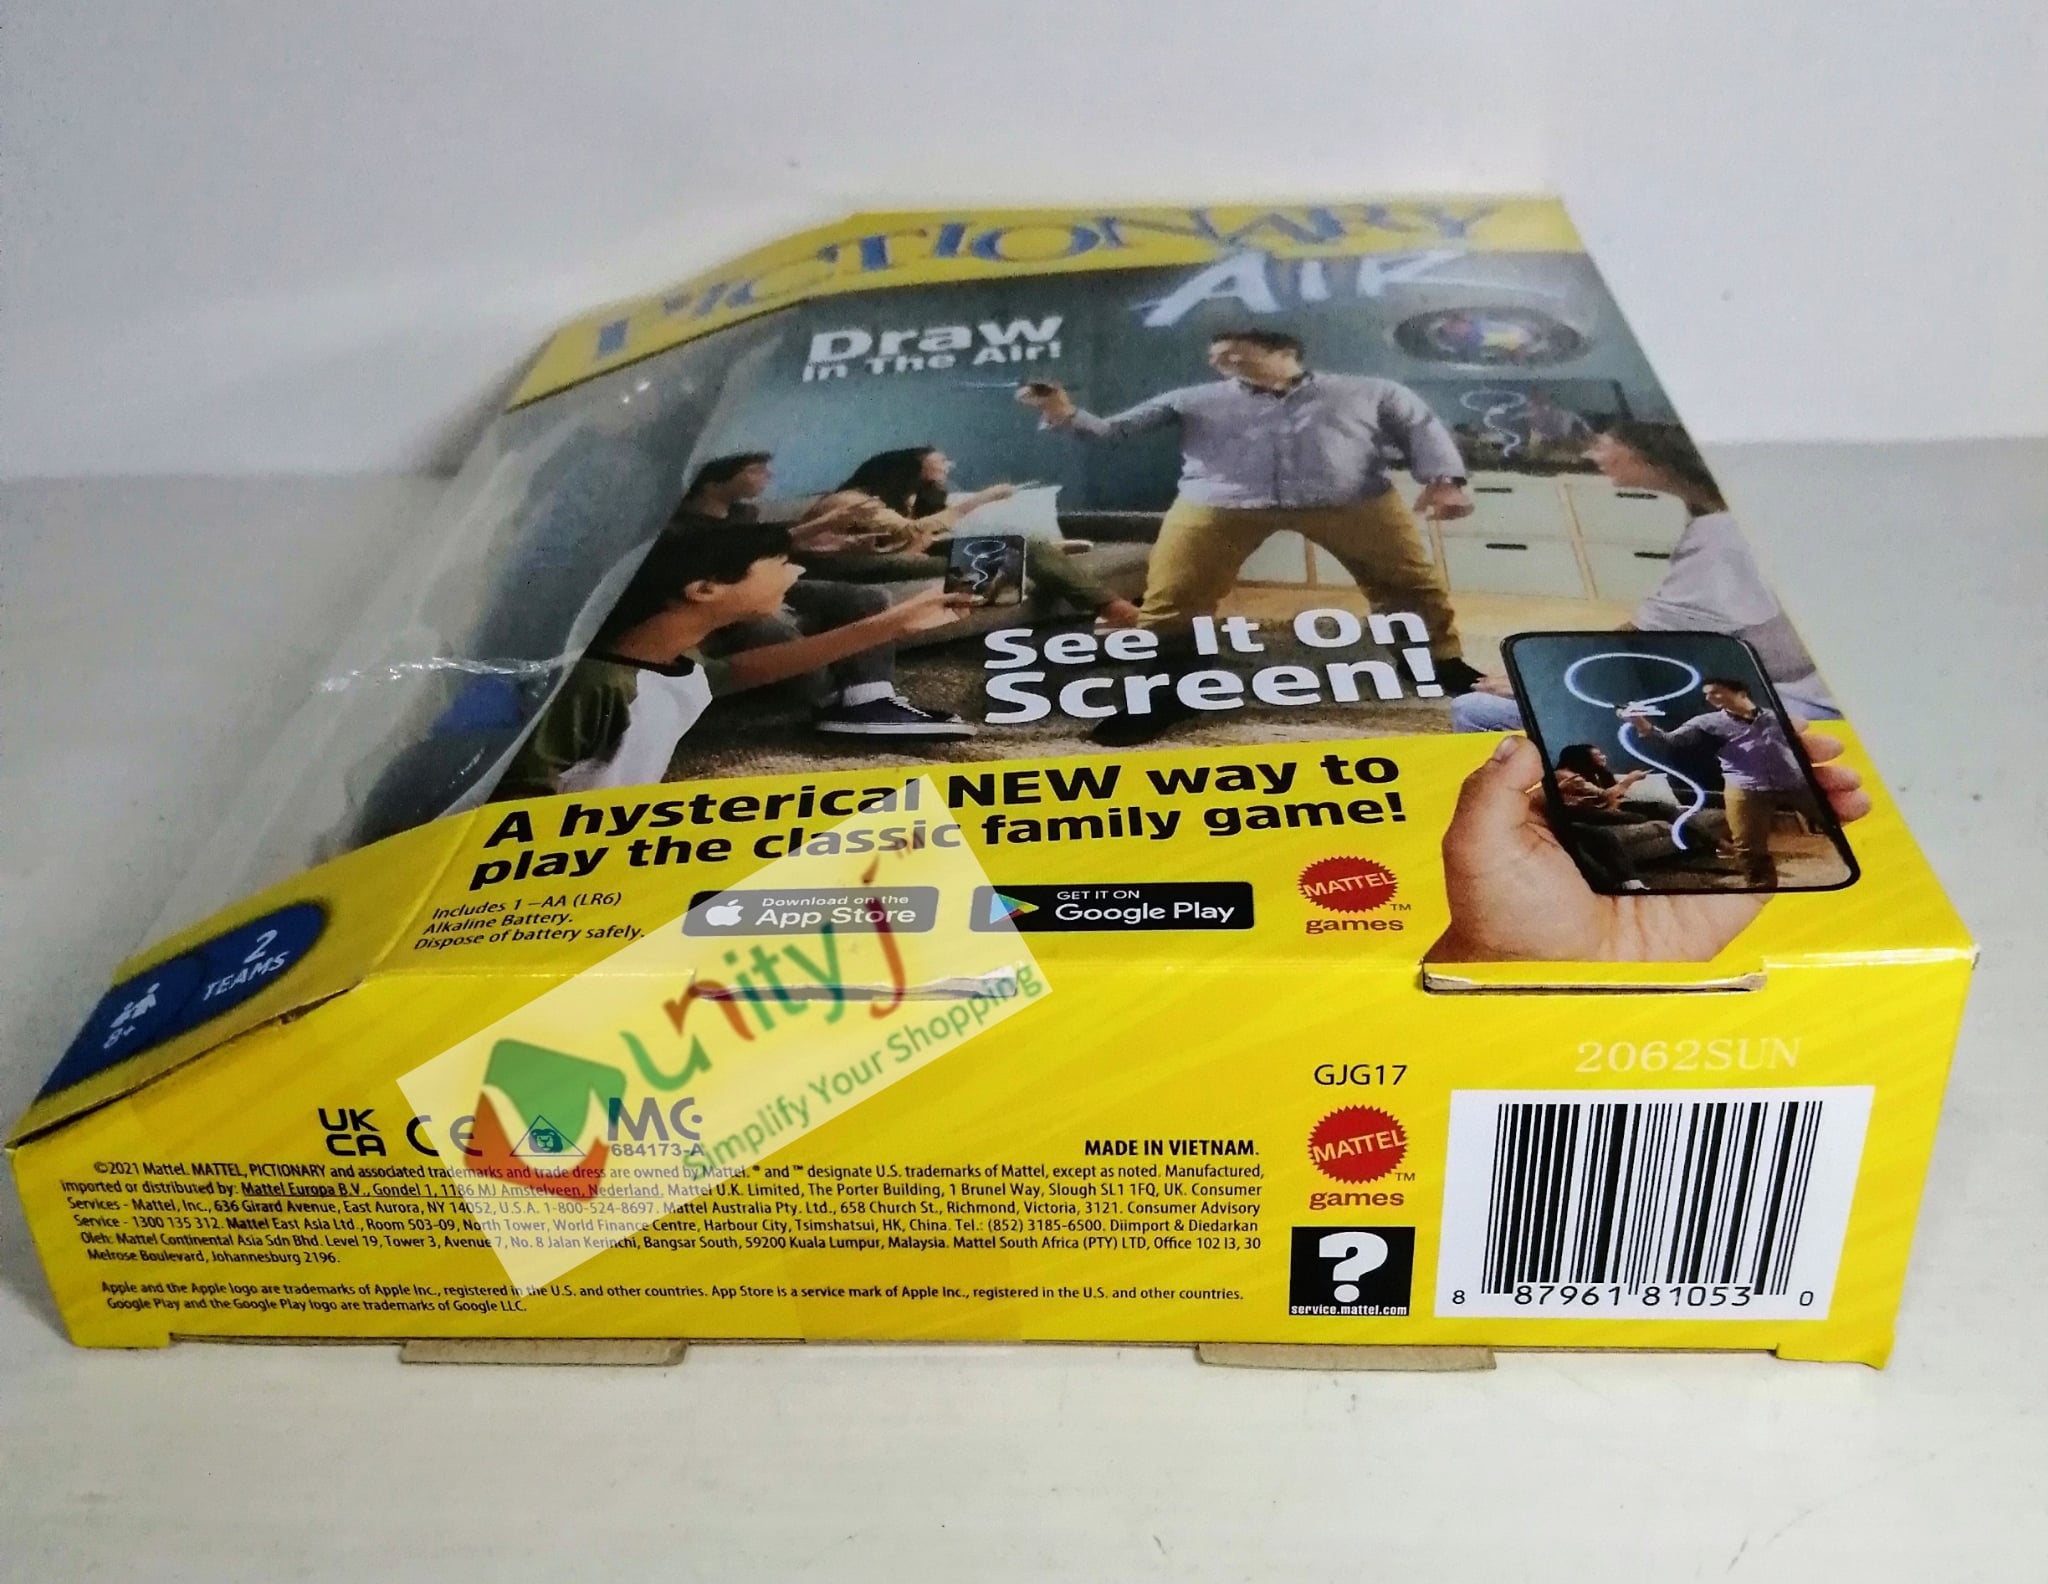 PICTIONARY
AIR
Draw
In The Air!
See It On
Screen!
A hysterical NEW way to
play the classic family game!
Includes 1 –AA (LR6)
Alkaline Battery.
Dispose of battery safely.
Download on the
App Store
GET IT ON
Google Play
MATTEL
™
games
2
TEAMS
8+
unityj™
Simplify Your Shopping
UK
CA
CE
MC
684173-A
MADE IN VIETNAM.
©2021 Mattel. MATTEL, PICTIONARY and associated trademarks and trade dress are owned by Mattel. ® and ™ designate U.S. trademarks of Mattel, except as noted. Manufactured,
imported or distributed by: Mattel Europa B.V., Gondel 1, 1186 MJ Amstelveen, Nederland. Mattel U.K. Limited, The Porter Building, 1 Brunel Way, Slough SL1 1FQ, UK. Consumer
Services - Mattel, Inc., 636 Girard Avenue, East Aurora, NY 14052, U.S.A. 1-800-524-8697. Mattel Australia Pty. Ltd., 658 Church St., Richmond, Victoria, 3121. Consumer Advisory
Service - 1300 135 312. Mattel East Asia Ltd., Room 503-09, North Tower, World Finance Centre, Harbour City, Tsimshatsui, HK, China. Tel.: (852) 3185-6500. Diimport & Diedarkan
Oleh: Mattel Continental Asia Sdn Bhd. Level 19, Tower 3, Avenue 7, No. 8 Jalan Kerinchi, Bangsar South, 59200 Kuala Lumpur, Malaysia. Mattel South Africa (PTY) LTD, Office 102 I3, 30
Melrose Boulevard, Johannesburg 2196.
Apple and the Apple logo are trademarks of Apple Inc., registered in the U.S. and other countries. App Store is a service mark of Apple Inc., registered in the U.S. and other countries.
Google Play and the Google Play logo are trademarks of Google LLC.
GJG17
MATTEL
™
games
?
service.mattel.com
2062SUN
8 87961 81053 0